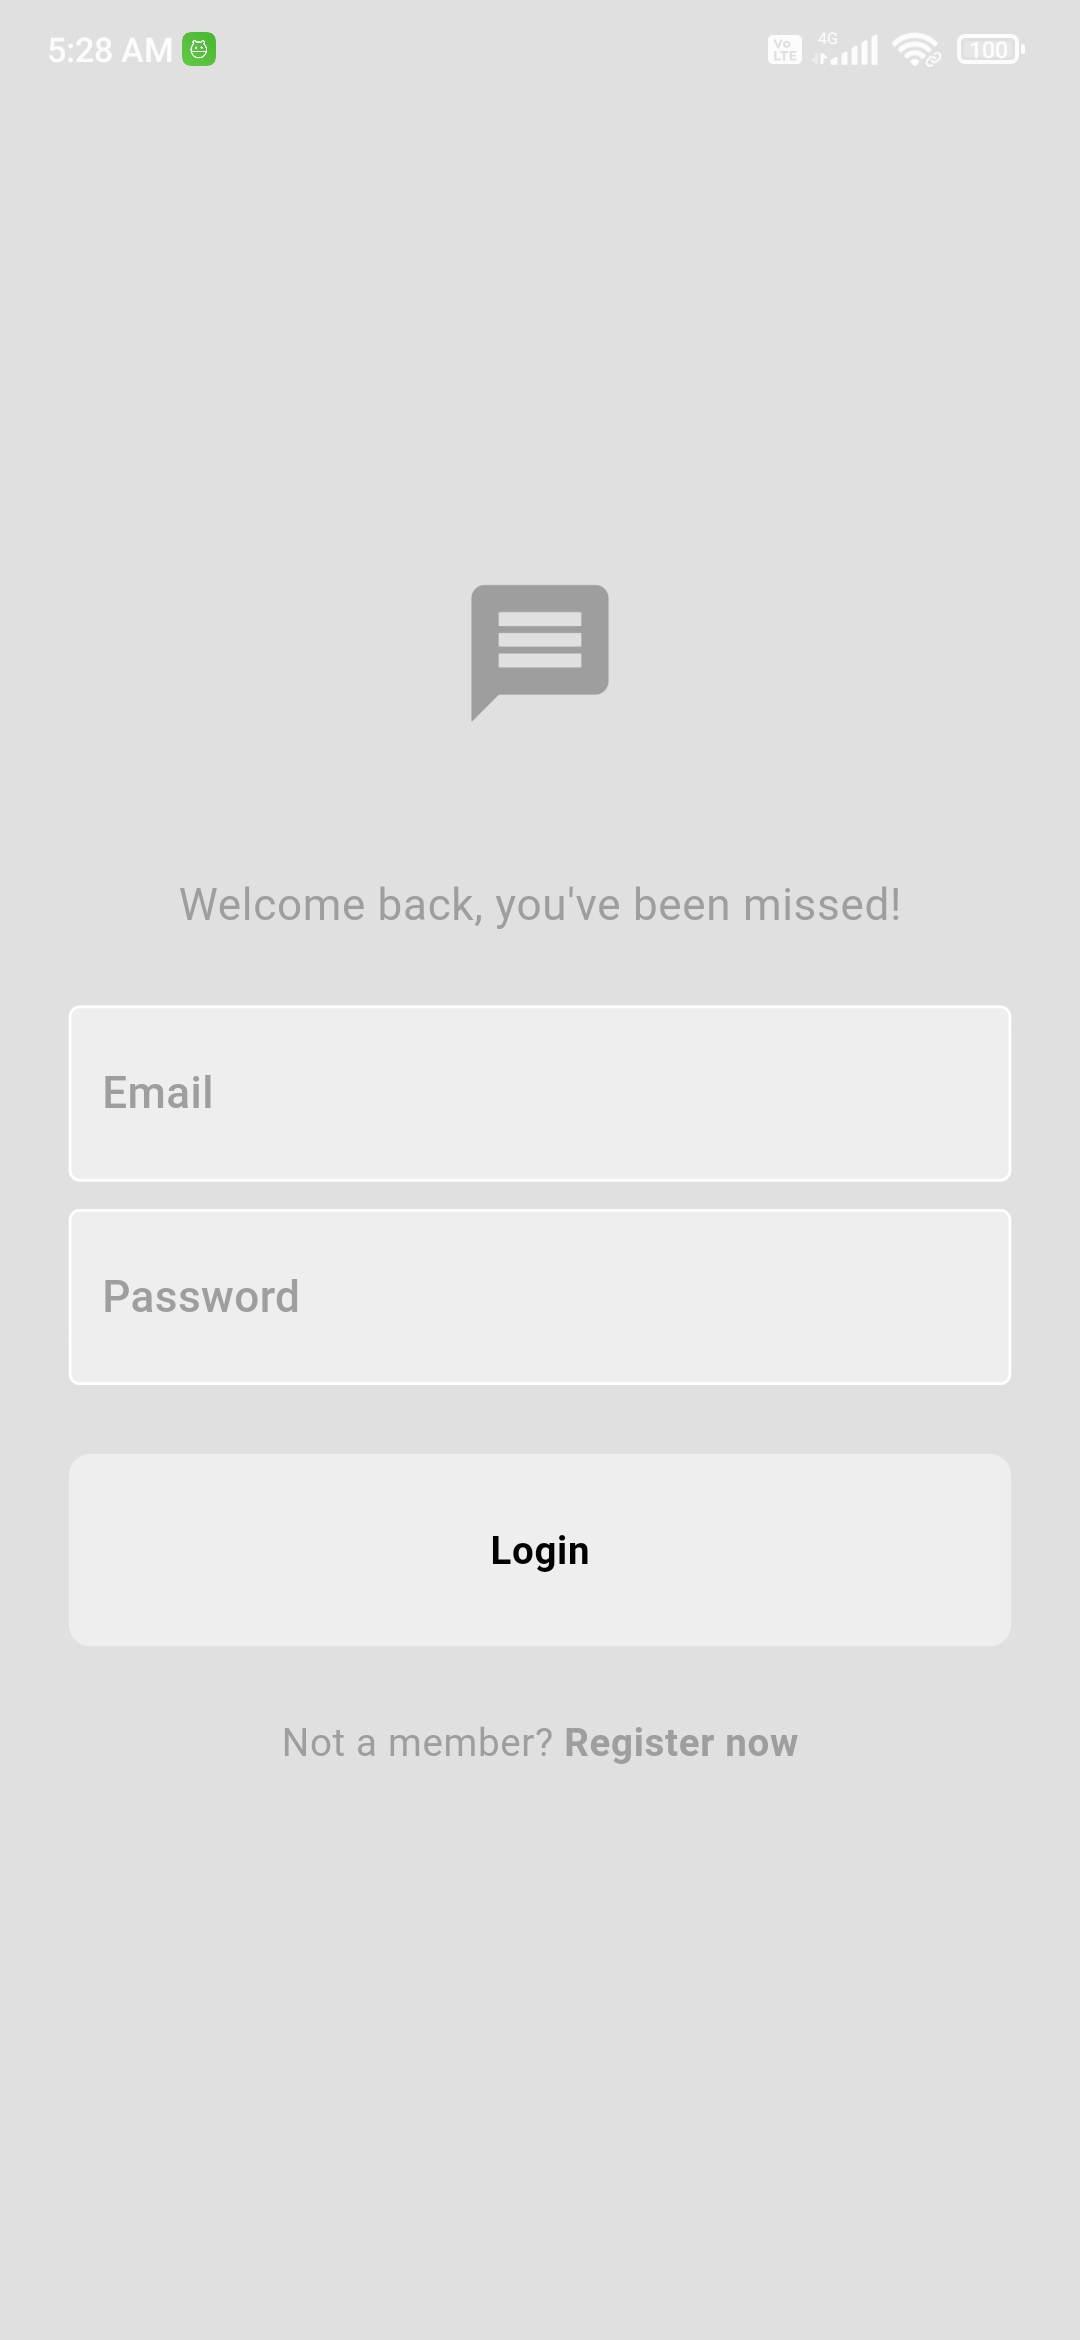 5:28 AM
Vo LTE 4G 100
Welcome back, you've been missed!
Email
Password
Login
Not a member? Register now